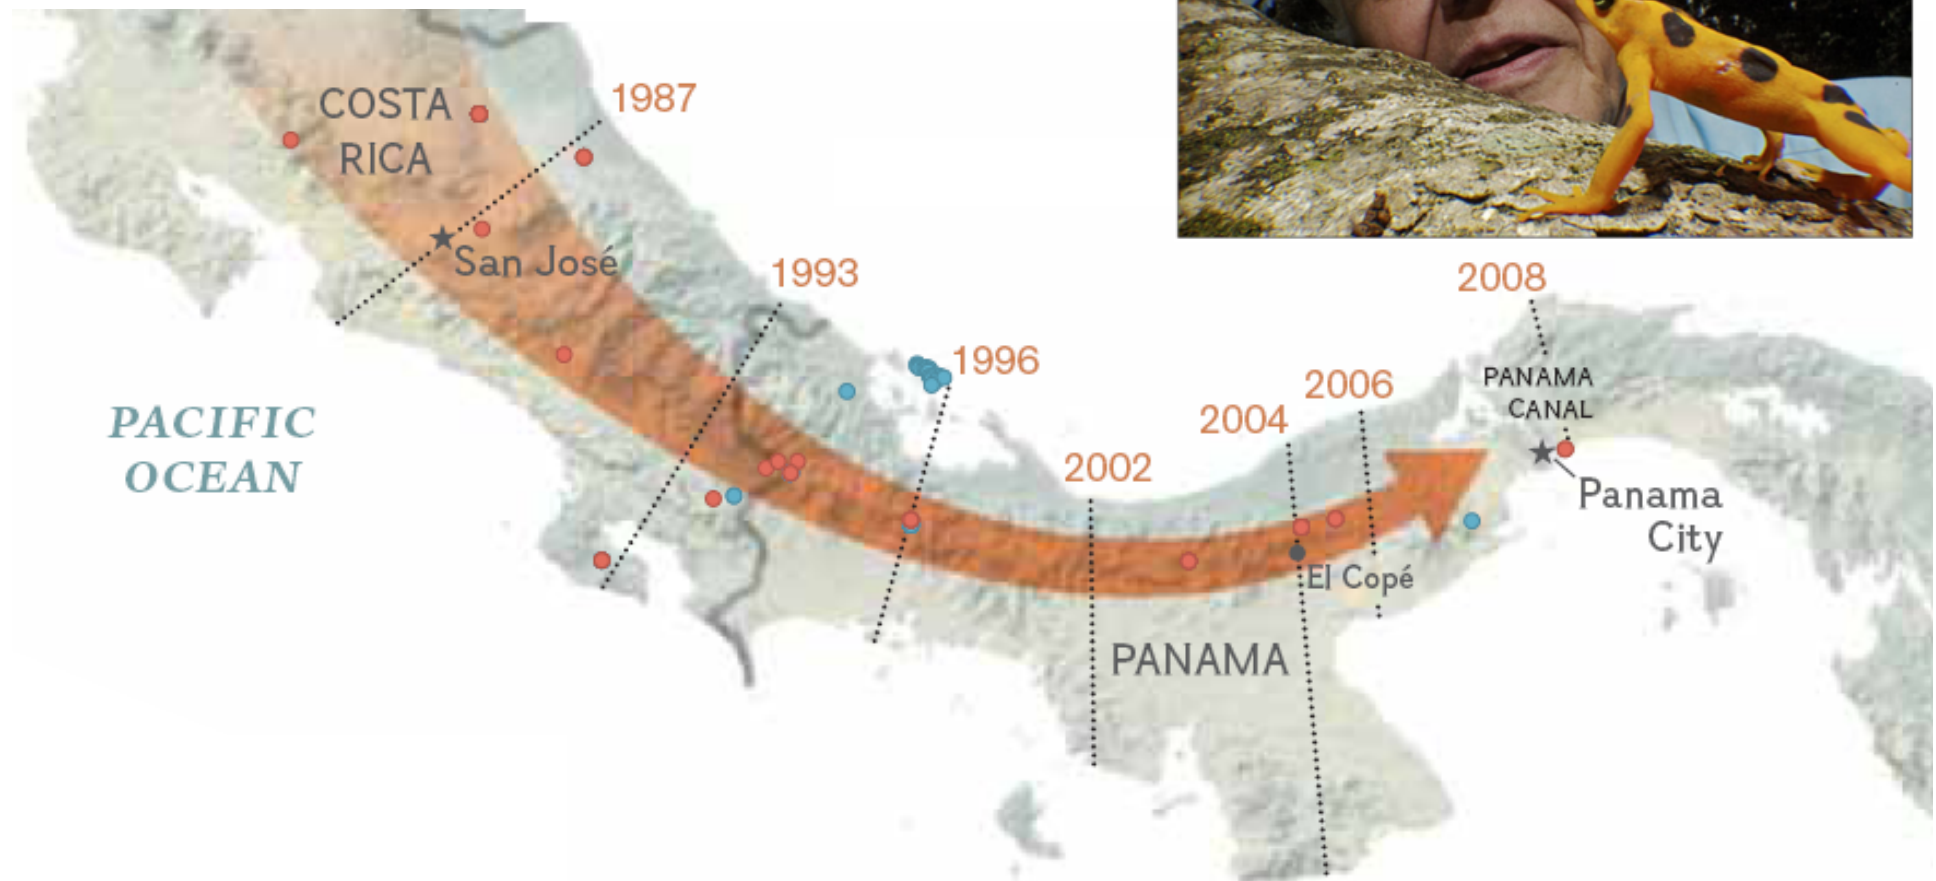 COSTA
RICA
1987
San José
1993
PACIFIC
OCEAN
1996
2002
2004
2006
2008
PANAMA
CANAL
Panama
City
El Copé
PANAMA